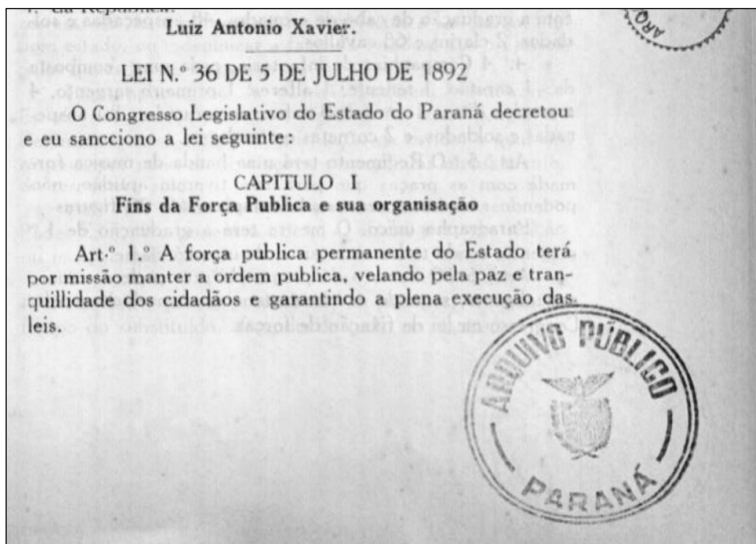 da Republica.
Luiz Antonio Xavier.
LEI N.º 36 DE 5 DE JULHO DE 1892
O Congresso Legislativo do Estado do Paraná decretou
e eu sancciono a lei seguinte:
CAPITULO I
Fins da Força Publica e sua organisação
Art.º 1.º A força publica permanente do Estado terá
por missão manter a ordem publica, velando pela paz e tran-
quillidade dos cidadãos e garantindo a plena execução das
leis.
ARQUIVO PÚBLICO
PARANÁ